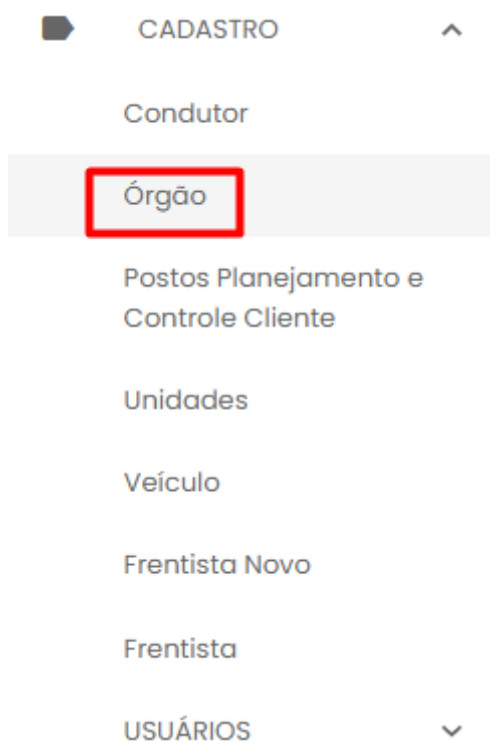 CADASTRO
Condutor
Órgão
Postos Planejamento e
Controle Cliente
Unidades
Veículo
Frentista Novo
Frentista
USUÁRIOS